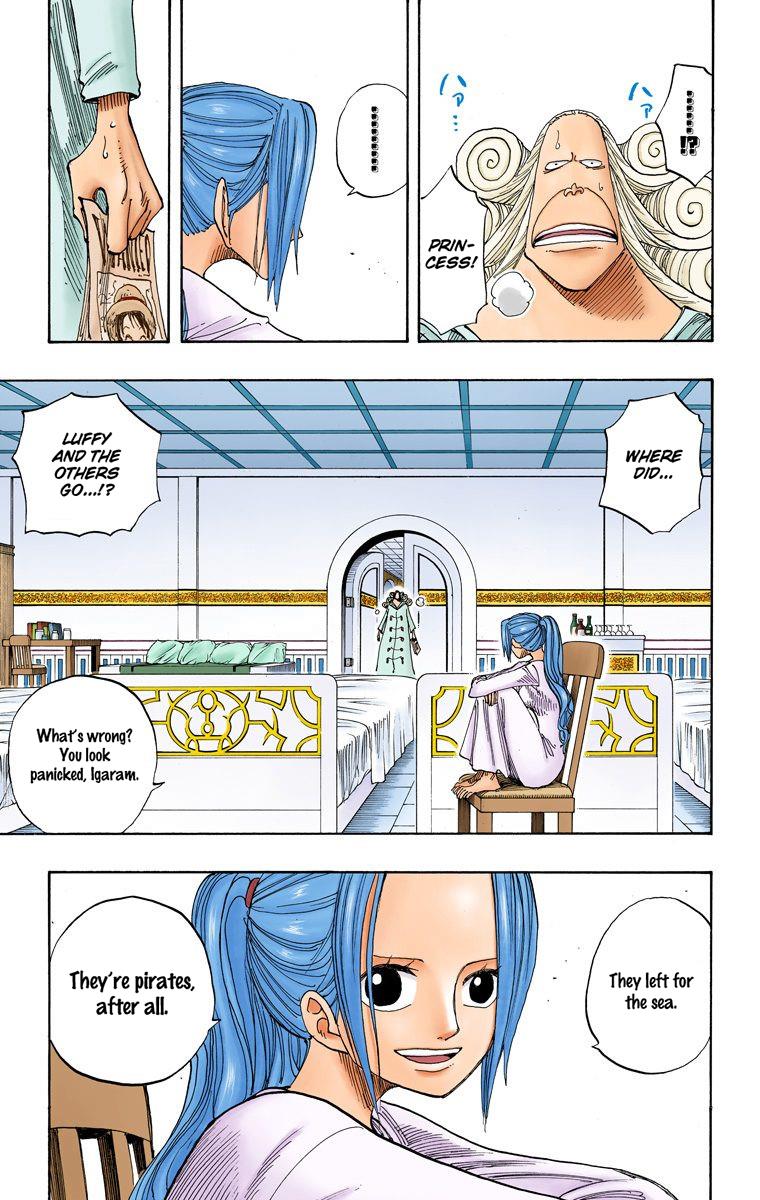 ..........!?
ハァ
ハァ...
PRIN-
CESS!
..........
WHERE
DID...
LUFFY
AND THE
OTHERS
GO...!?
What's wrong?
You look
panicked, Igaram.
They left for
the sea.
They're pirates,
after all.